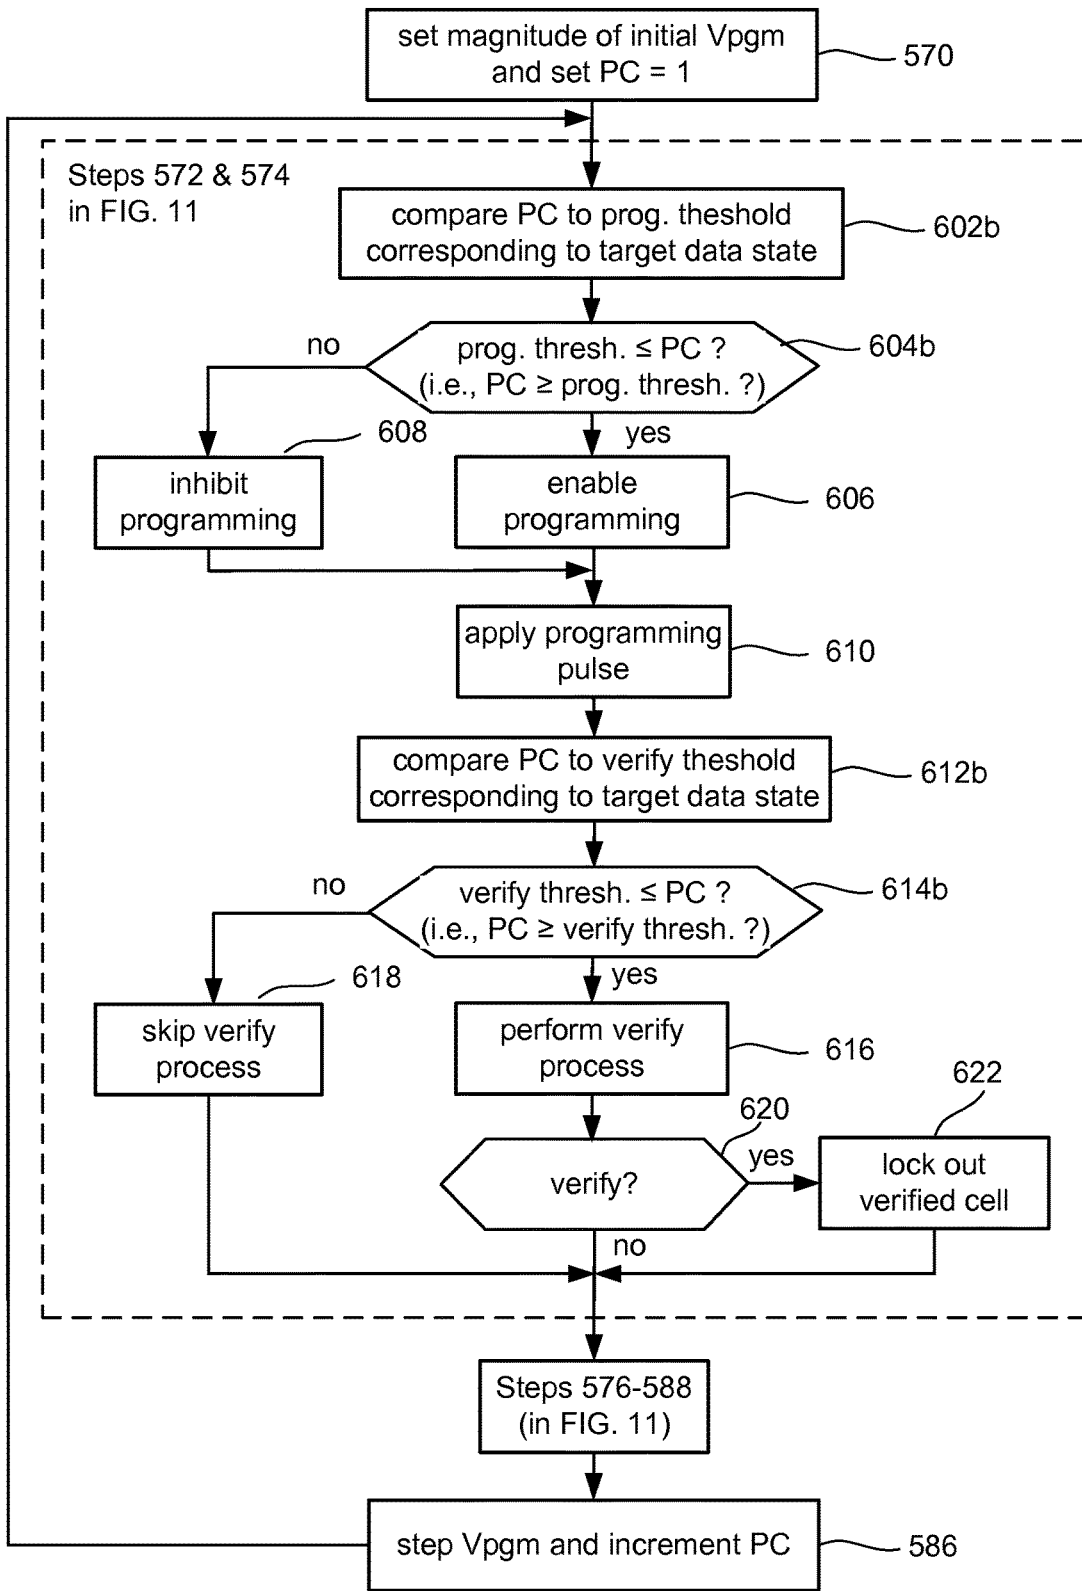 set magnitude of initial Vpgm
and set PC = 1
570
Steps 572 & 574
in FIG. 11
compare PC to prog. theshold
corresponding to target data state
602b
no
prog. thresh. ≤ PC ?
(i.e., PC ≥ prog. thresh. ?)
604b
608
yes
inhibit
programming
enable
programming
606
apply programming
pulse
610
compare PC to verify theshold
corresponding to target data state
612b
no
verify thresh. ≤ PC ?
(i.e., PC ≥ verify thresh. ?)
614b
618
yes
skip verify
process
perform verify
process
616
620
622
verify?
yes
lock out
verified cell
no
Steps 576-588
(in FIG. 11)
step Vpgm and increment PC
586